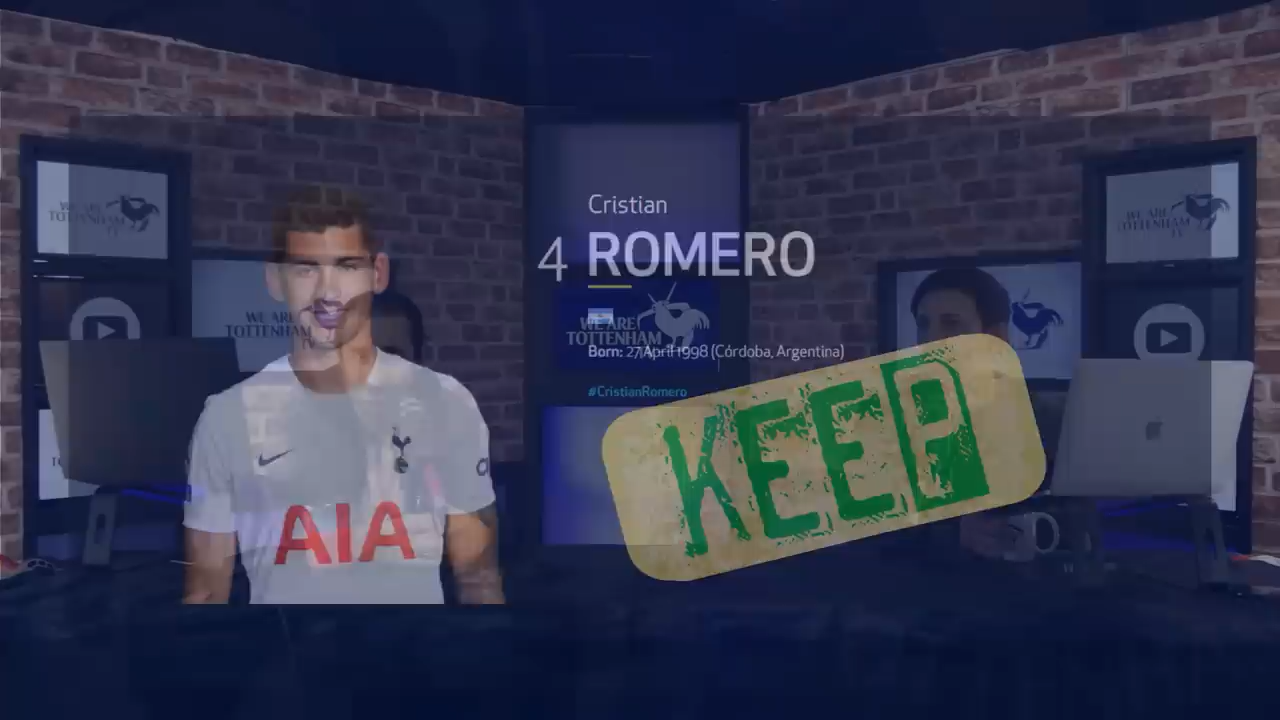 Cristian
4 ROMERO
WE ARE
TOTTENHAM
TV
WE ARE
TOTTENHAM
TV
WE ARE
TOTTENHAM
WE ARE
TOTTENHAM
Born: 27 April 1998 (Córdoba, Argentina)
#CristianRomero
KEEP
AIA